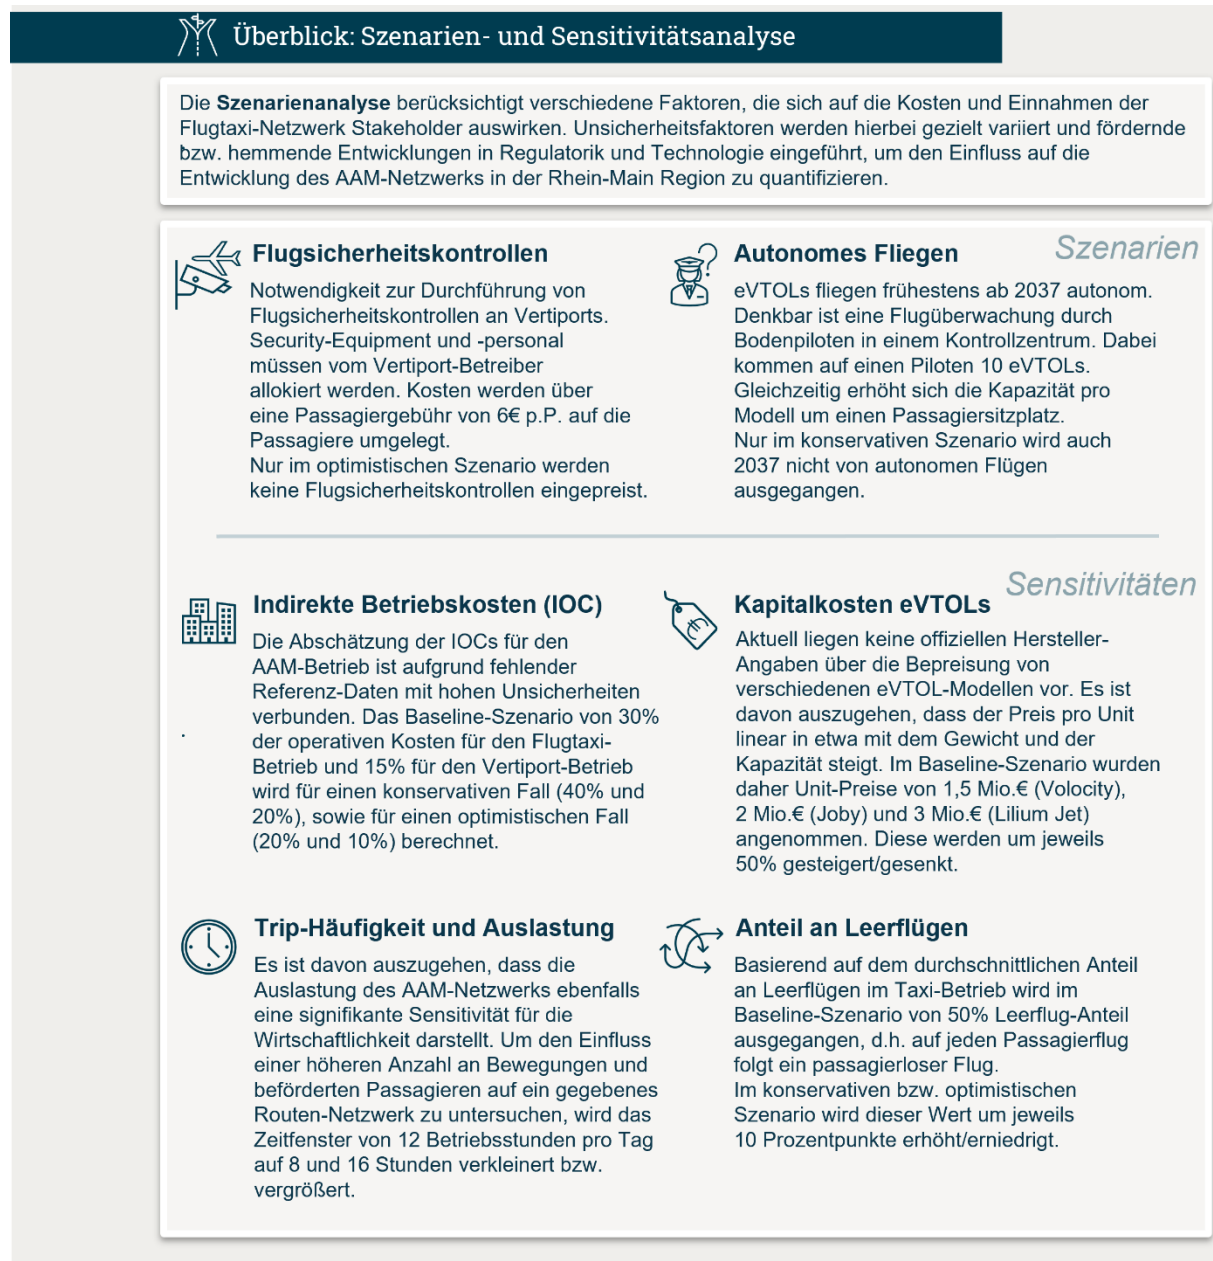 Überblick: Szenarien- und Sensitivitätsanalyse
Die Szenarienanalyse berücksichtigt verschiedene Faktoren, die sich auf die Kosten und Einnahmen der
Flugtaxi-Netzwerk Stakeholder auswirken. Unsicherheitsfaktoren werden hierbei gezielt variiert und fördernde
bzw. hemmende Entwicklungen in Regulatorik und Technologie eingeführt, um den Einfluss auf die
Entwicklung des AAM-Netzwerks in der Rhein-Main Region zu quantifizieren.
Szenarien
Flugsicherheitskontrollen
Notwendigkeit zur Durchführung von
Flugsicherheitskontrollen an Vertiports.
Security-Equipment und -personal
müssen vom Vertiport-Betreiber
allokiert werden. Kosten werden über
eine Passagiergebühr von 6€ p.P. auf die
Passagiere umgelegt.
Nur im optimistischen Szenario werden
keine Flugsicherheitskontrollen eingepreist.
Autonomes Fliegen
eVTOLs fliegen frühestens ab 2037 autonom.
Denkbar ist eine Flugüberwachung durch
Bodenpiloten in einem Kontrollzentrum. Dabei
kommen auf einen Piloten 10 eVTOLs.
Gleichzeitig erhöht sich die Kapazität pro
Modell um einen Passagiersitzplatz.
Nur im konservativen Szenario wird auch
2037 nicht von autonomen Flügen
ausgegangen.
Sensitivitäten
Indirekte Betriebskosten (IOC)
Die Abschätzung der IOCs für den
AAM-Betrieb ist aufgrund fehlender
Referenz-Daten mit hohen Unsicherheiten
verbunden. Das Baseline-Szenario von 30%
der operativen Kosten für den Flugtaxi-
Betrieb und 15% für den Vertiport-Betrieb
wird für einen konservativen Fall (40% und
20%), sowie für einen optimistischen Fall
(20% und 10%) berechnet.
Kapitalkosten eVTOLs
Aktuell liegen keine offiziellen Hersteller-
Angaben über die Bepreisung von
verschiedenen eVTOL-Modellen vor. Es ist
davon auszugehen, dass der Preis pro Unit
linear in etwa mit dem Gewicht und der
Kapazität steigt. Im Baseline-Szenario wurden
daher Unit-Preise von 1,5 Mio.€ (Volocity),
2 Mio.€ (Joby) und 3 Mio.€ (Lilium Jet)
angenommen. Diese werden um jeweils
50% gesteigert/gesenkt.
Trip-Häufigkeit und Auslastung
Es ist davon auszugehen, dass die
Auslastung des AAM-Netzwerks ebenfalls
eine signifikante Sensitivität für die
Wirtschaftlichkeit darstellt. Um den Einfluss
einer höheren Anzahl an Bewegungen und
beförderten Passagieren auf ein gegebenes
Routen-Netzwerk zu untersuchen, wird das
Zeitfenster von 12 Betriebsstunden pro Tag
auf 8 und 16 Stunden verkleinert bzw.
vergrößert.
Anteil an Leerflügen
Basierend auf dem durchschnittlichen Anteil
an Leerflügen im Taxi-Betrieb wird im
Baseline-Szenario von 50% Leerflug-Anteil
ausgegangen, d.h. auf jeden Passagierflug
folgt ein passagierloser Flug.
Im konservativen bzw. optimistischen
Szenario wird dieser Wert um jeweils
10 Prozentpunkte erhöht/erniedrigt.